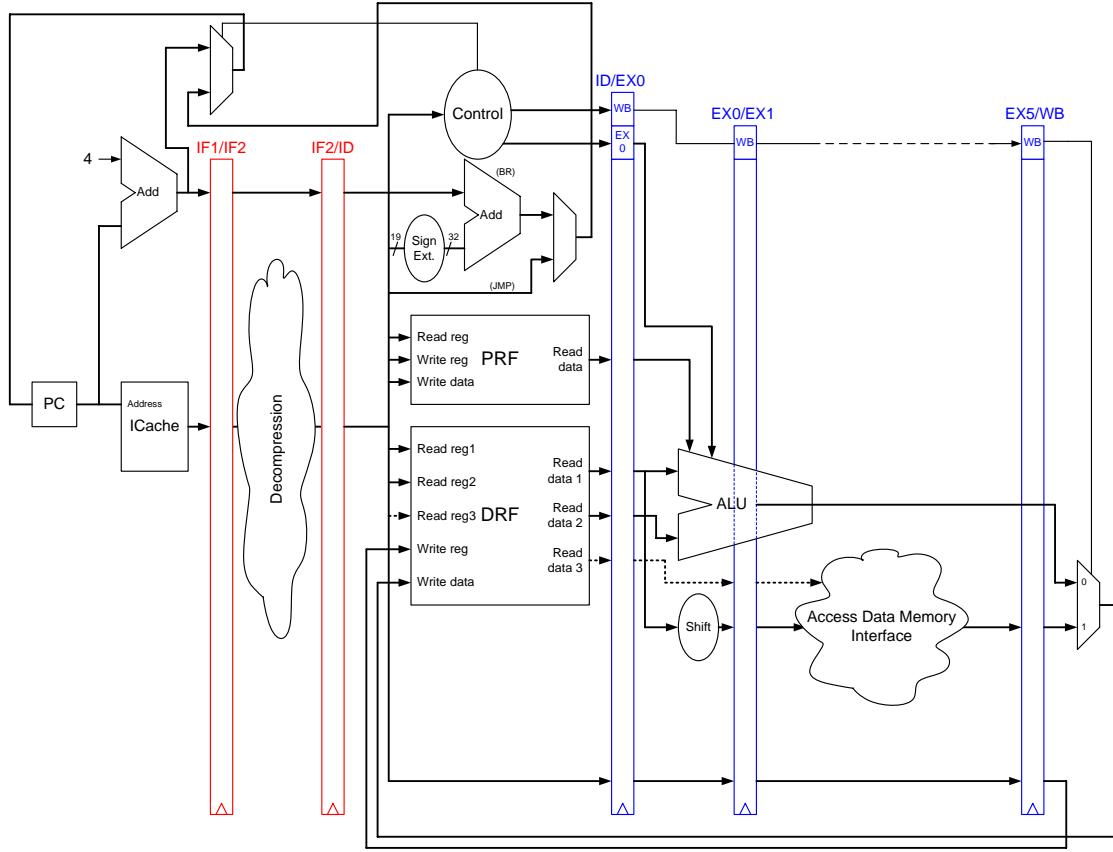 ID/EX0
EX0/EX1
EX5/WB
Control
WB
EX
0
WB
WB
IF1/IF2
IF2/ID
4
Add
(BR)
Add
19
Sign
Ext.
32
(JMP)
Read reg
Write reg
Write data
PRF
Read
data
PC
Address
ICache
Decompression
Read reg1
Read reg2
Read reg3
Write reg
Write data
DRF
Read
data 1
Read
data 2
Read
data 3
ALU
Shift
Access Data Memory
Interface
0
1